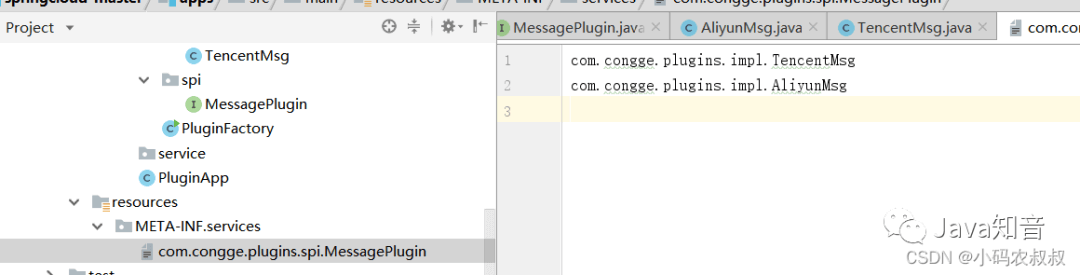 springcloud-master apps src main resources META-INF services com.congge.plugins.spi.MessagePlugin
Project
MessagePlugin.java
AliyunMsg.java
TencentMsg.java
com.co
TencentMsg
spi
MessagePlugin
PluginFactory
service
PluginApp
resources
META-INF.services
com.congge.plugins.spi.MessagePlugin
test
1 com.congge.plugins.impl.TencentMsg
2 com.congge.plugins.impl.AliyunMsg
3
Java知音
CSDN @小码农叔叔